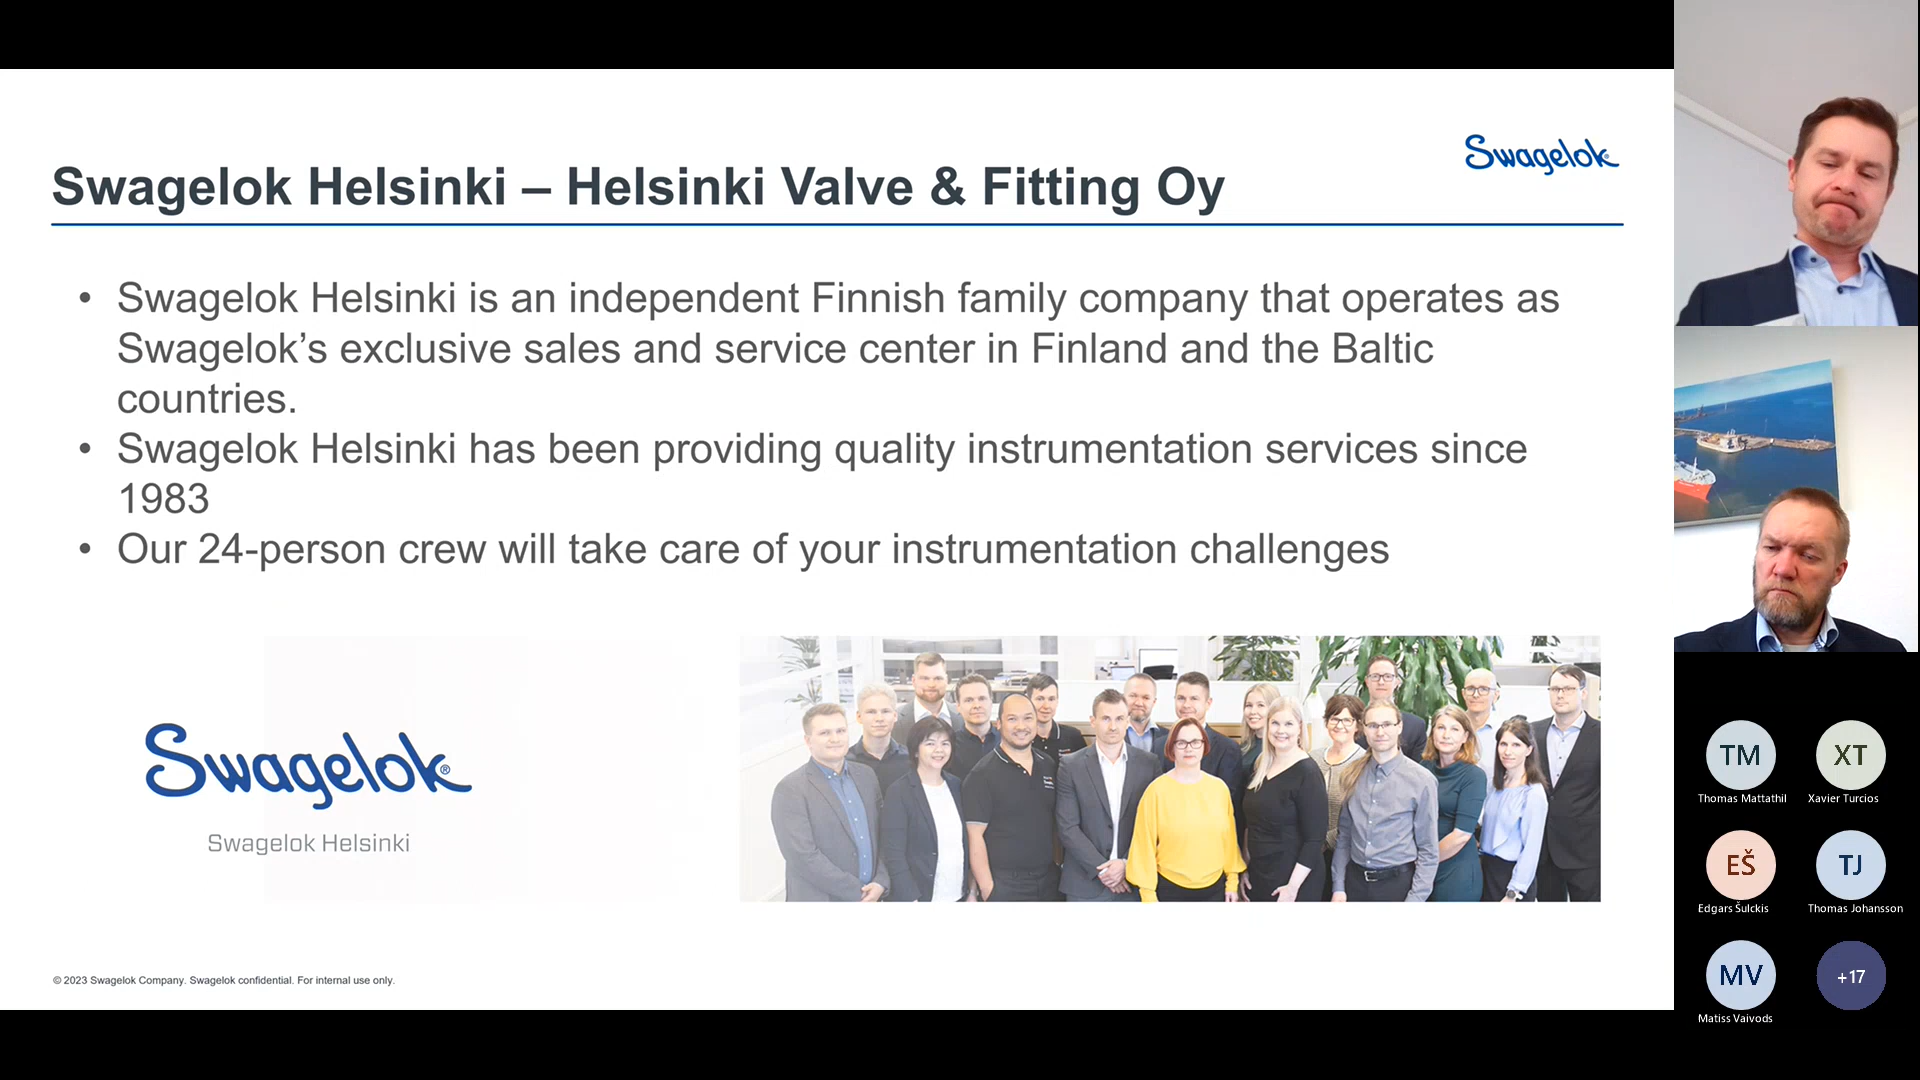 Swagelok
Swagelok Helsinki – Helsinki Valve & Fitting Oy
• Swagelok Helsinki is an independent Finnish family company that operates as
Swagelok’s exclusive sales and service center in Finland and the Baltic
countries.
• Swagelok Helsinki has been providing quality instrumentation services since
1983
• Our 24-person crew will take care of your instrumentation challenges
Swagelok®
Swagelok Helsinki
© 2023 Swagelok Company. Swagelok confidential. For internal use only.
TM
XT
Thomas Mattathil
Xavier Turcios
EŠ
TJ
Edgars Šulckis
Thomas Johansson
MV
+17
Matiss Vaivods